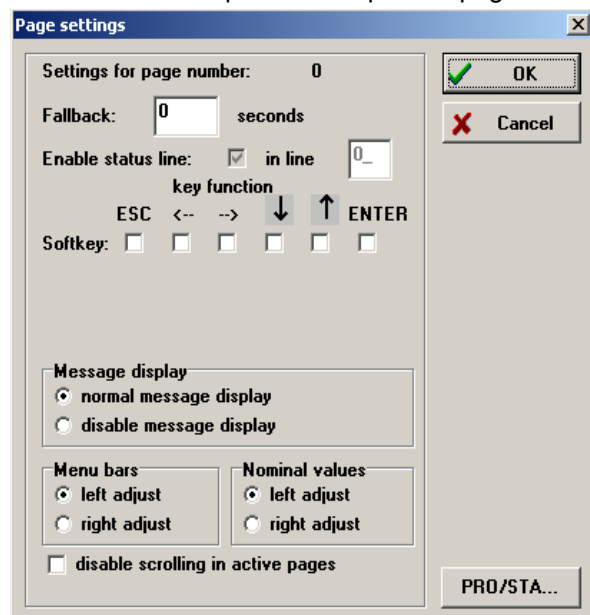 Page settings
Settings for page number: 0
OK
Fallback: 0 seconds
Cancel
Enable status line: in line 0_
key function
ESC <-- --> ↓ ↑ ENTER
Softkey:
Message display
normal message display
disable message display
Menu bars
left adjust
right adjust
Nominal values
left adjust
right adjust
disable scrolling in active pages
PRO/STA...